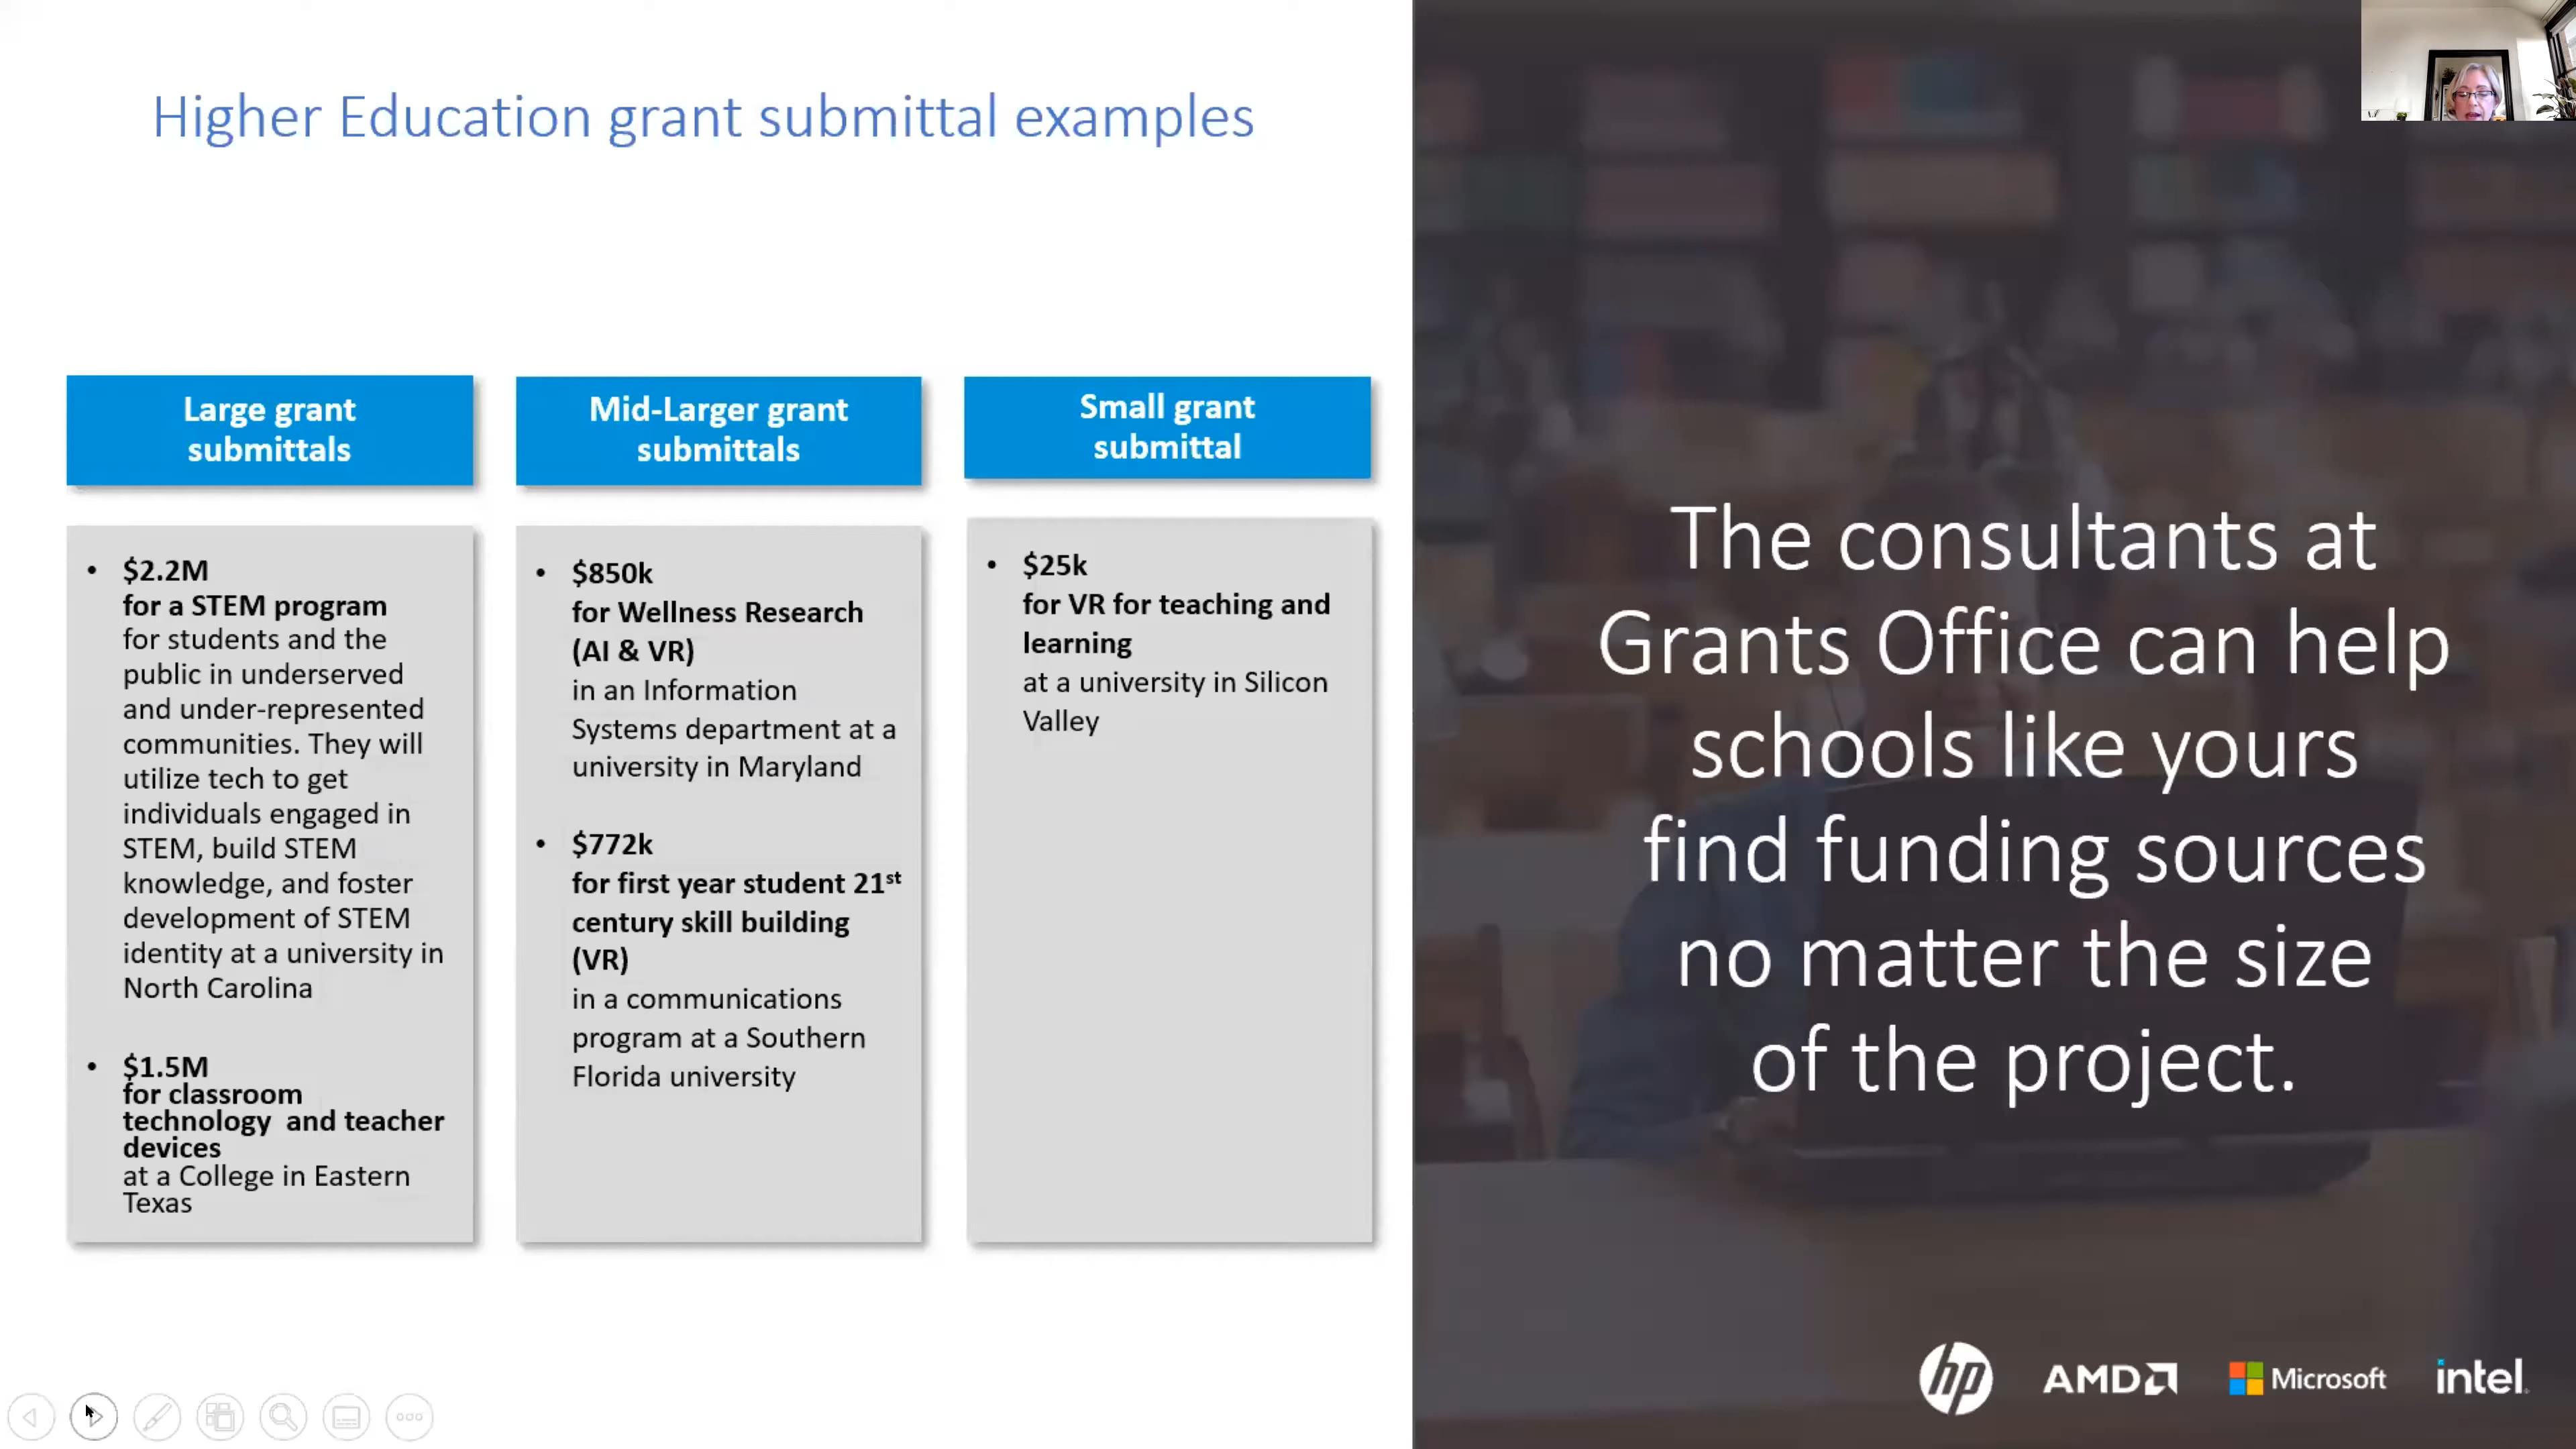 Higher Education grant submittal examples
Large grant
submittals
• $2.2M
for a STEM program
for students and the
public in underserved
and under-represented
communities. They will
utilize tech to get
individuals engaged in
STEM, build STEM
knowledge, and foster
development of STEM
identity at a university in
North Carolina
• $1.5M
for classroom
technology  and teacher
devices
at a College in Eastern
Texas
Mid-Larger grant
submittals
• $850k
for Wellness Research
(AI & VR)
in an Information
Systems department at a
university in Maryland
• $772k
for first year student 21st
century skill building
(VR)
in a communications
program at a Southern
Florida university
Small grant
submittal
• $25k
for VR for teaching and
learning
at a university in Silicon
Valley
The consultants at
Grants Office can help
schools like yours
find funding sources
no matter the size
of the project.
hp AMD Microsoft intel.